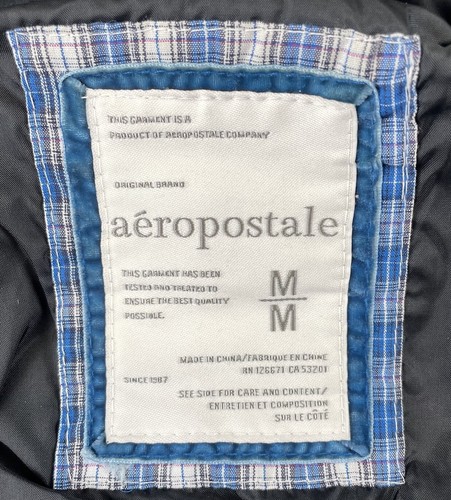 THIS GARMENT IS A
PRODUCT OF AEROPOSTALE COMPANY
ORIGINAL BRAND
aéropostale
THIS GARMENT HAS BEEN
TESTED AND TREATED TO
ENSURE THE BEST QUALITY
POSSIBLE.
M
M
MADE IN CHINA/FABRIQUE EN CHINE
RN 126671 CA 53201
SINCE 1987
SEE SIDE FOR CARE AND CONTENT/
ENTRETIEN ET COMPOSITION
SUR LE CÔTÉ